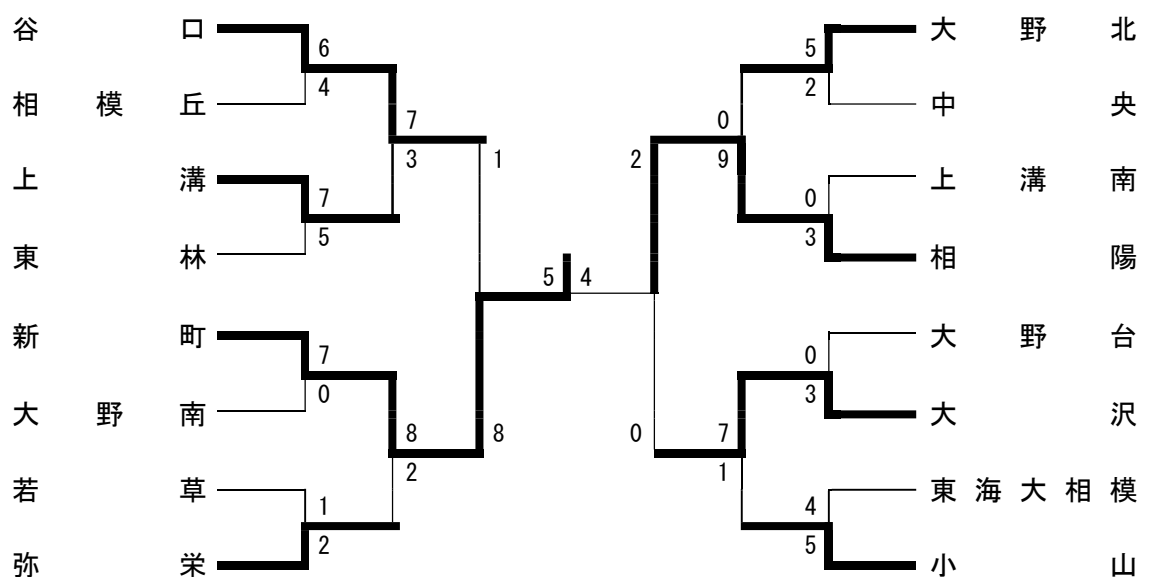 谷口
6
4
相模丘
7
3
上溝
7
5
東林
1
新町
7
0
大野南
8
2
若草
1
2
弥栄
8
5 4
大野北
5
2
中央
0
9
上溝南
0
3
相陽
2
大野台
0
3
大沢
7
1
東海大相模
4
5
小山
0